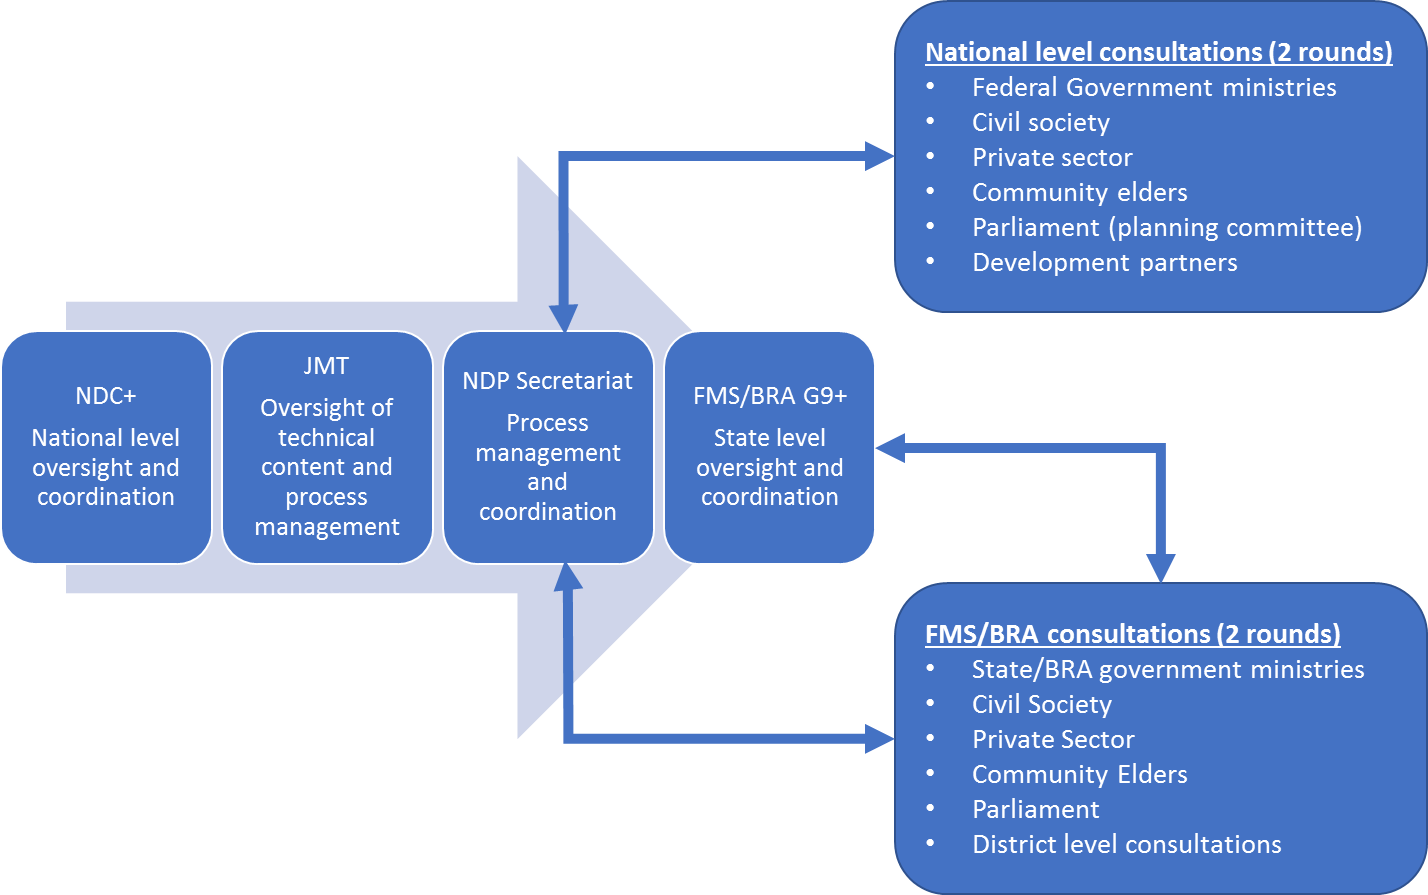 National level consultations (2 rounds)
• Federal Government ministries
• Civil society
• Private sector
• Community elders
• Parliament (planning committee)
• Development partners
NDC+
National level
oversight and
coordination
JMT
Oversight of
technical
content and
process
management
NDP Secretariat
Process
management
and
coordination
FMS/BRA G9+
State level
oversight and
coordination
FMS/BRA consultations (2 rounds)
• State/BRA government ministries
• Civil Society
• Private Sector
• Community Elders
• Parliament
• District level consultations